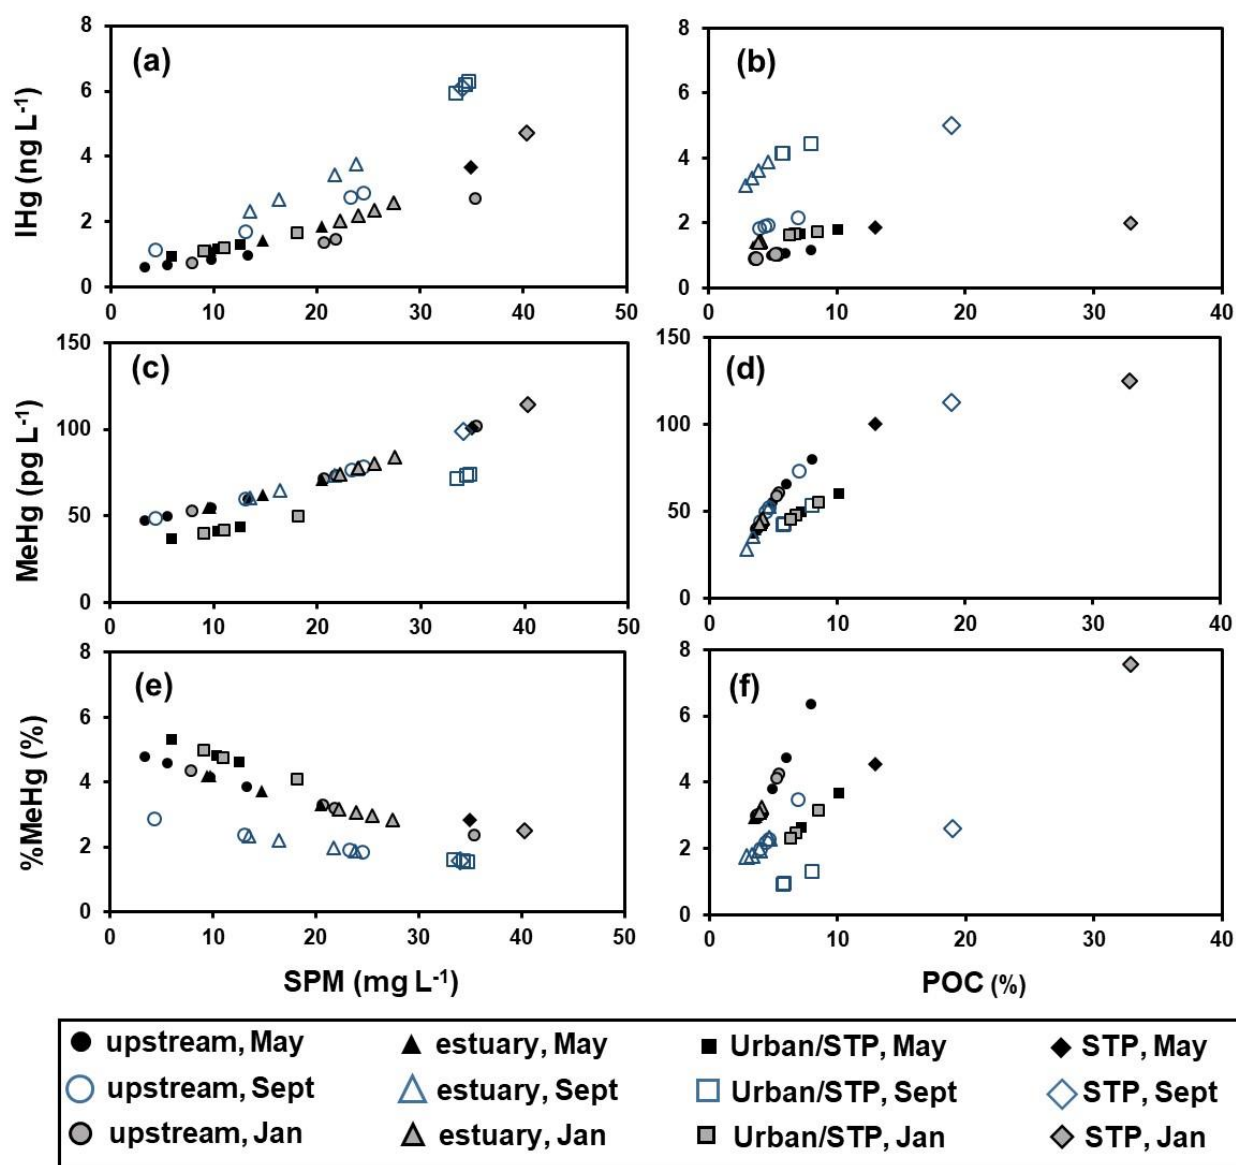 (a)
8
6
4
2
0
IHg (ng L-1)
0 10 20 30 40 50
(b)
8
6
4
2
0
0 10 20 30 40
(c)
150
100
50
0
MeHg (pg L-1)
0 10 20 30 40 50
(d)
150
100
50
0
0 10 20 30 40
(e)
8
6
4
2
0
%MeHg (%)
0 10 20 30 40 50
SPM (mg L-1)
(f)
8
6
4
2
0
0 10 20 30 40
POC (%)
upstream, May estuary, May Urban/STP, May STP, May
upstream, Sept estuary, Sept Urban/STP, Sept STP, Sept
upstream, Jan estuary, Jan Urban/STP, Jan STP, Jan